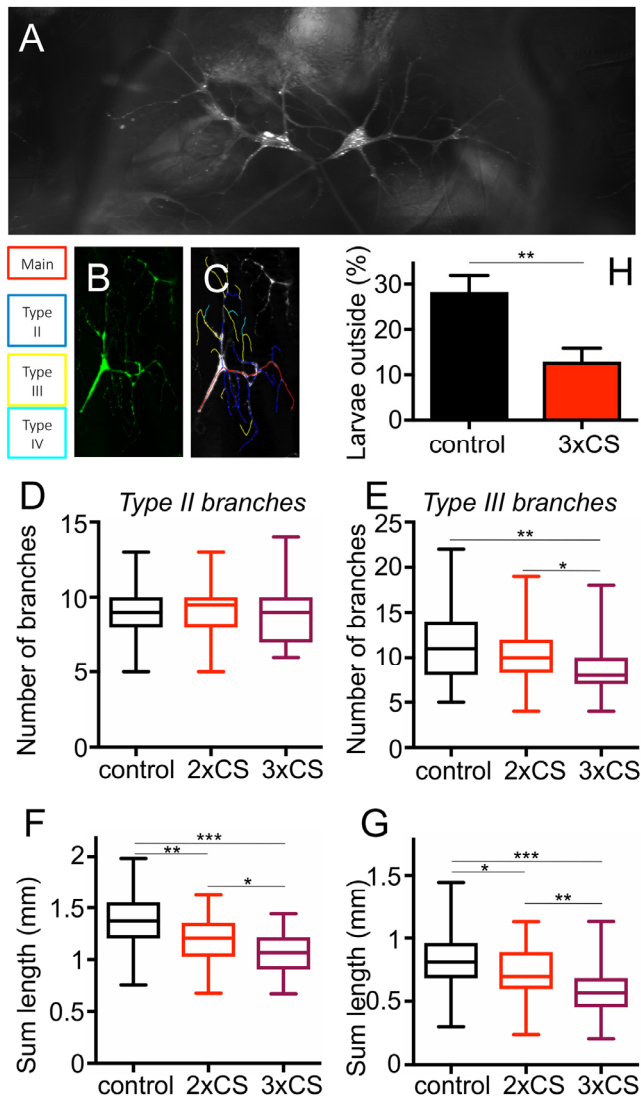 A
Main
Type
II
Type
III
Type
IV
B
C
H
Larvae outside (%)
30
20
10
0
**
control
3xCS
D
Type II branches
Number of branches
15
10
5
0
control
2xCS
3xCS
E
Type III branches
Number of branches
25
20
15
10
5
0
**
*
control
2xCS
3xCS
F
Sum length (mm)
2
1.5
1
0.5
0
***
**
*
control
2xCS
3xCS
G
Sum length (mm)
2
1.5
1
0.5
0
***
*
**
control
2xCS
3xCS